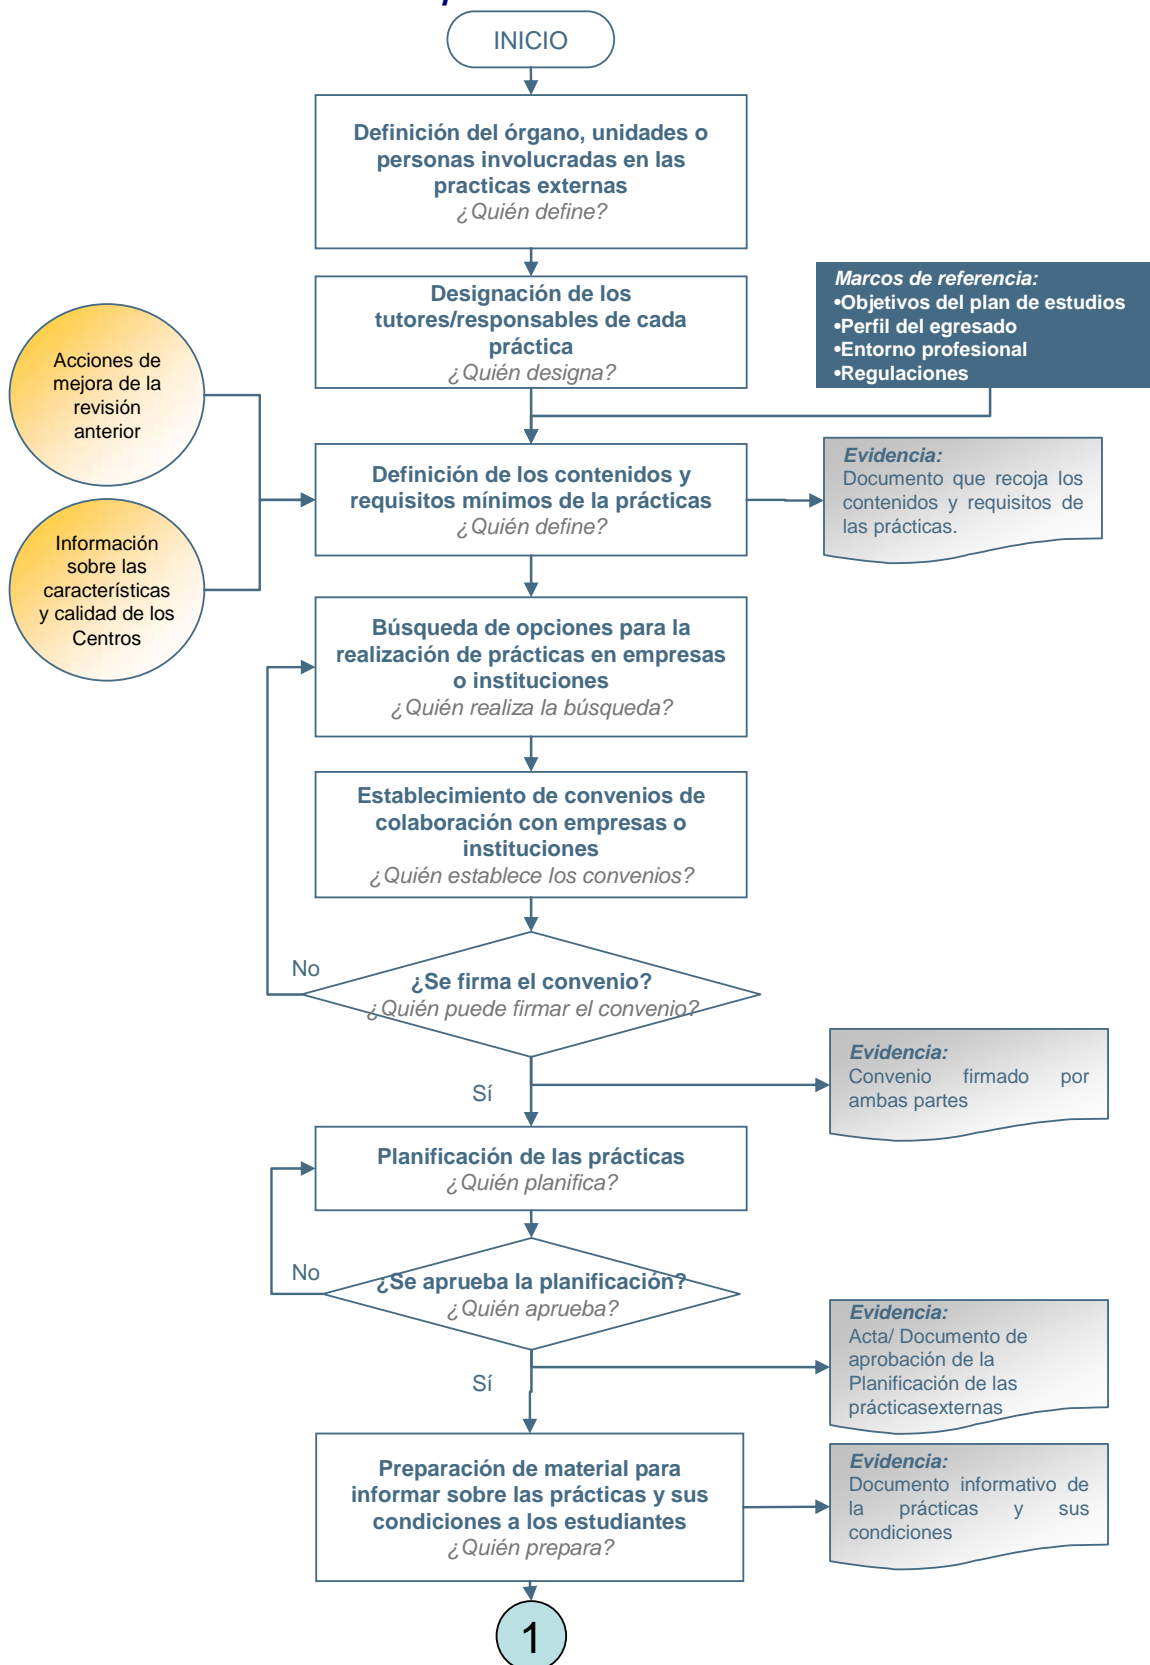 INICIO
Definición del órgano, unidades o
personas involucradas en las
practicas externas
¿Quién define?
Designación de los
tutores/responsables de cada
práctica
¿Quién designa?
Marcos de referencia:
•Objetivos del plan de estudios
•Perfil del egresado
•Entorno profesional
•Regulaciones
Acciones de
mejora de la
revisión
anterior
Definición de los contenidos y
requisitos mínimos de la prácticas
¿Quién define?
Evidencia:
Documento que recoja los
contenidos y requisitos de
las prácticas.
Información
sobre las
características
y calidad de los
Centros
Búsqueda de opciones para la
realización de prácticas en empresas
o instituciones
¿Quién realiza la búsqueda?
Establecimiento de convenios de
colaboración con empresas o
instituciones
¿Quién establece los convenios?
No
¿Se firma el convenio?
¿Quién puede firmar el convenio?
Sí
Evidencia:
Convenio firmado por
ambas partes
Planificación de las prácticas
¿Quién planifica?
No
¿Se aprueba la planificación?
¿Quién aprueba?
Sí
Evidencia:
Acta/ Documento de
aprobación de la
Planificación de las
prácticasexternas
Preparación de material para
informar sobre las prácticas y sus
condiciones a los estudiantes
¿Quién prepara?
Evidencia:
Documento informativo de
la prácticas y sus
condiciones
1